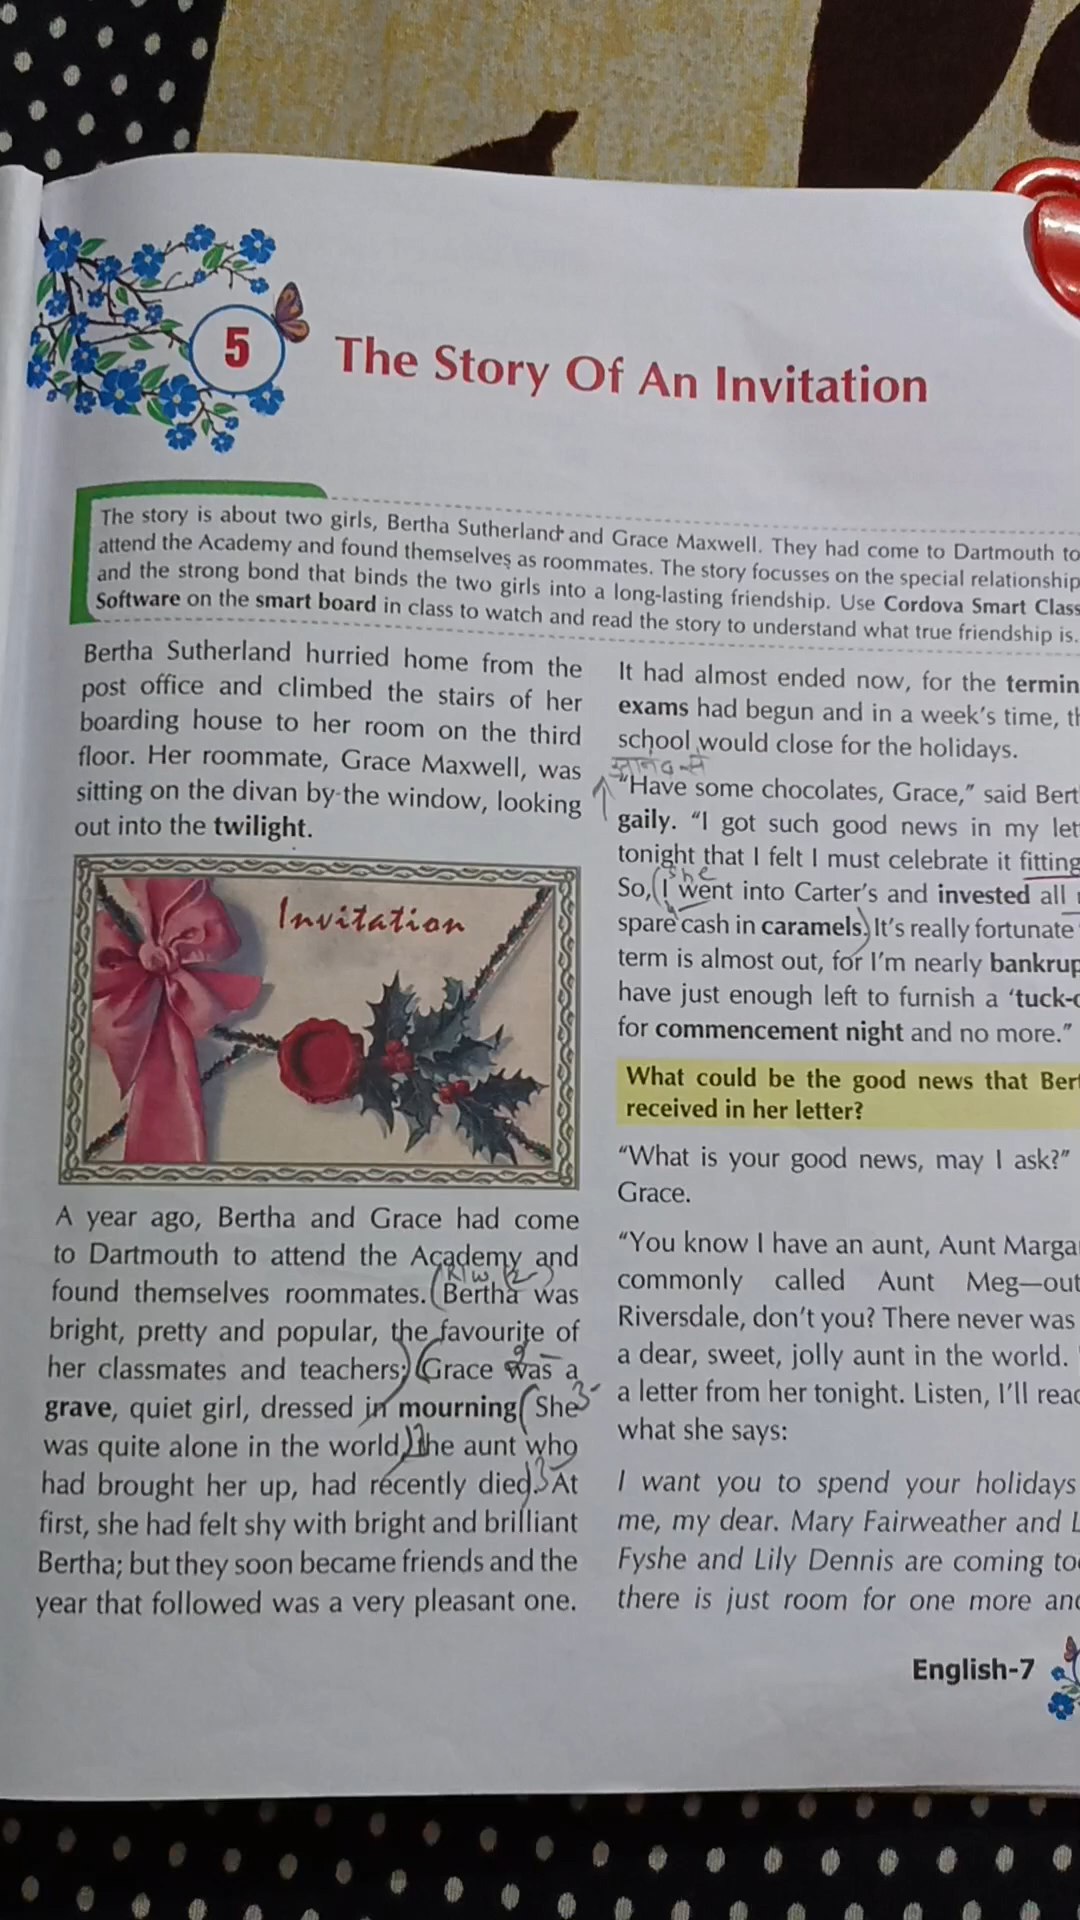 5
The Story Of An Invitation
The story is about two girls, Bertha Sutherland and Grace Maxwell. They had come to Dartmouth to
attend the Academy and found themselves as roommates. The story focusses on the special relationship
and the strong bond that binds the two girls into a long-lasting friendship. Use Cordova Smart Class
Software on the smart board in class to watch and read the story to understand what true friendship is.
Bertha Sutherland hurried home from the
post office and climbed the stairs of her
boarding house to her room on the third
floor. Her roommate, Grace Maxwell, was
sitting on the divan by the window, looking
out into the twilight.
Invitation
A year ago, Bertha and Grace had come
to Dartmouth to attend the Academy and
R/W
found themselves roommates. Bertha was
bright, pretty and popular, the favourite of
her classmates and teachers; Grace was a
grave, quiet girl, dressed in mourning. She
was quite alone in the world, the aunt who
had brought her up, had recently died. At
first, she had felt shy with bright and brilliant
Bertha; but they soon became friends and the
year that followed was a very pleasant one.
It had almost ended now, for the termin
exams had begun and in a week's time, th
school would close for the holidays.
“Have some chocolates, Grace,” said Bert
gaily. “I got such good news in my let
tonight that I felt I must celebrate it fitting
she
So, I went into Carter's and invested all
spare cash in caramels. It's really fortunate
term is almost out, for I'm nearly bankrup
have just enough left to furnish a ‘tuck-
for commencement night and no more.”
What could be the good news that Bert
received in her letter?
“What is your good news, may I ask?”
Grace.
“You know I have an aunt, Aunt Marga
commonly called Aunt Meg—out
Riversdale, don't you? There never was
a dear, sweet, jolly aunt in the world.
a letter from her tonight. Listen, I'll read
what she says:
I want you to spend your holidays
me, my dear. Mary Fairweather and L
Fyshe and Lily Dennis are coming too
there is just room for one more and
English-7